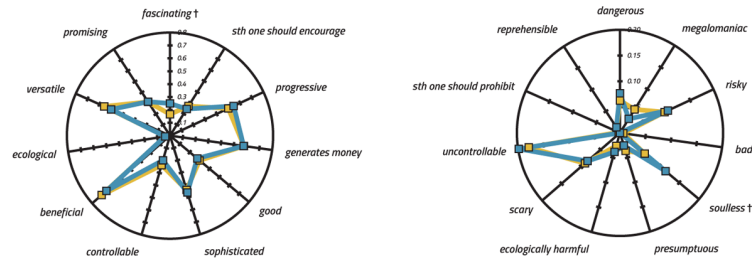 fascinating †
promising
sth one should encourage
versatile
progressive
ecological
generates money
beneficial
good
controllable
sophisticated
0.8
0.7
0.6
0.5
0.4
0.3
dangerous
reprehensible
megalomaniac
0.20
sth one should prohibit
risky
0.10
uncontrollable
bad
scary
soulless †
ecologically harmful
presumptuous